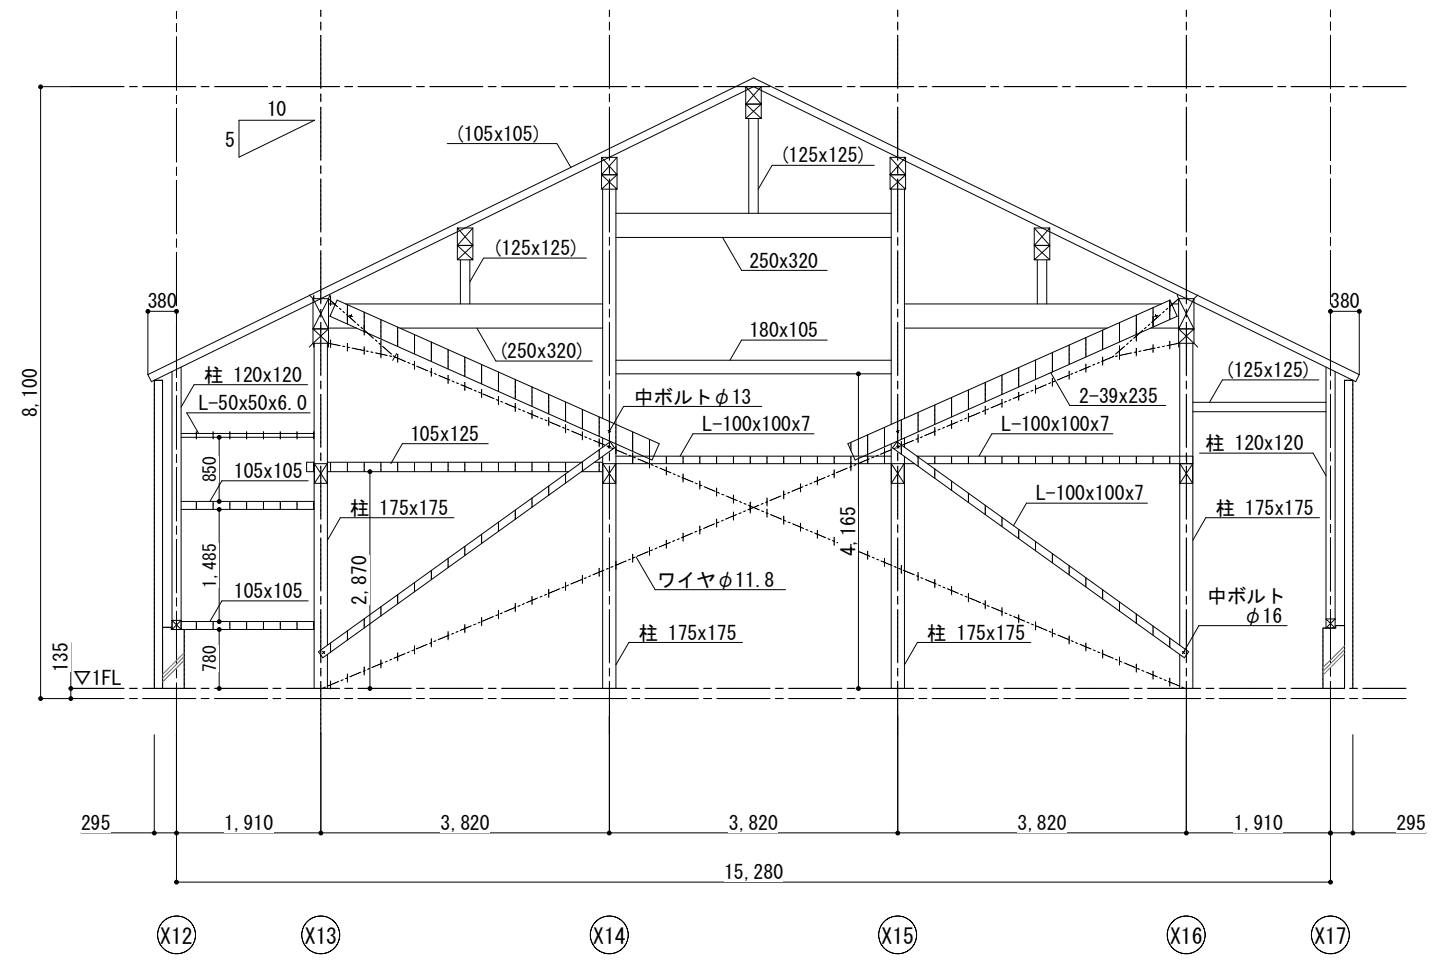 10
5
(105x105)
(125x125)
(125x125)
250x320
380
380
180x105
(250x320)
8,100
柱 120x120
(125x125)
L-50x50x6.0
中ボルトφ13
2-39x235
L-100x100x7
L-100x100x7
105x125
柱 120x120
850
105x105
L-100x100x7
柱 175x175
柱 175x175
4,165
1,485
2,870
ワイヤφ11.8
105x105
中ボルト
φ16
柱 175x175
柱 175x175
135
780
▽1FL
295
1,910
3,820
3,820
3,820
1,910
295
15,280
X12
X13
X14
X15
X16
X17